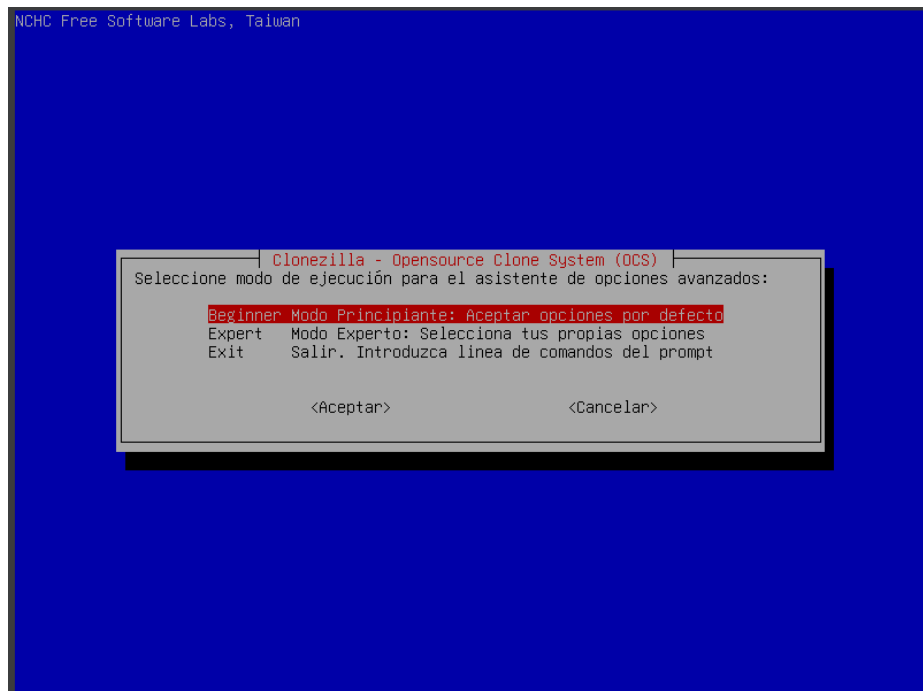 NCHC Free Software Labs, Taiwan
Clonezilla - Opensource Clone System (OCS)
Seleccione modo de ejecución para el asistente de opciones avanzados:
Beginner Modo Principiante: Aceptar opciones por defecto
Expert Modo Experto: Selecciona tus propias opciones
Exit Salir. Introduzca linea de comandos del prompt
<Aceptar> <Cancelar>